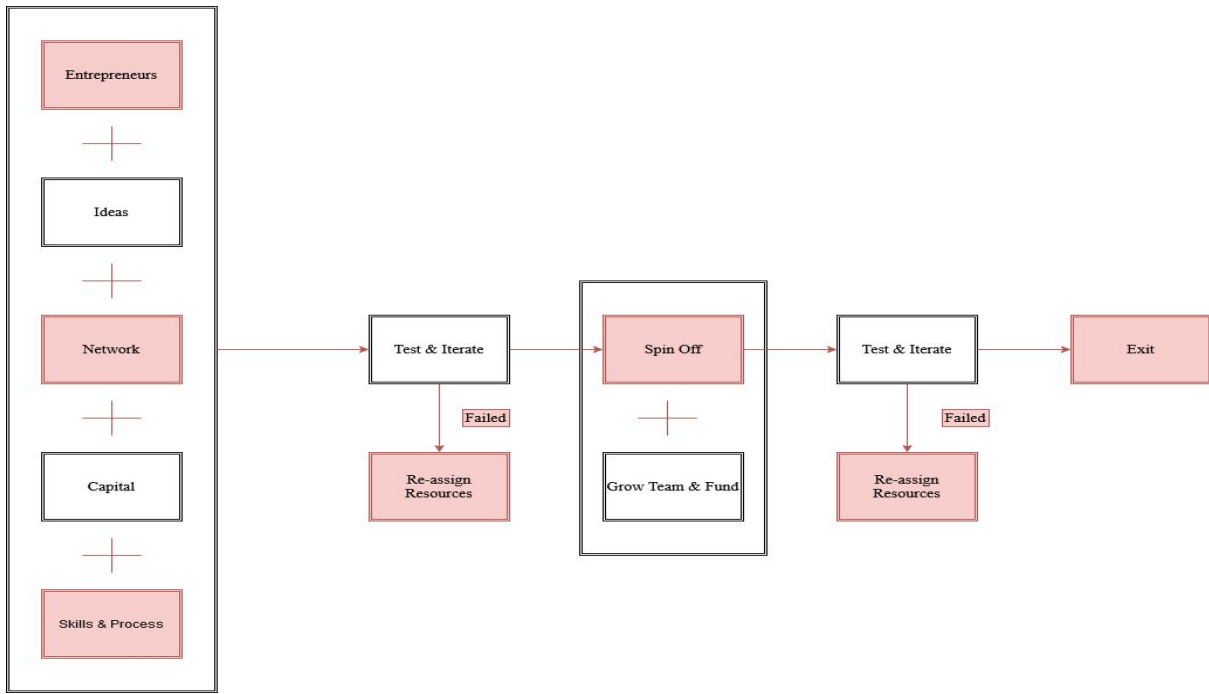 Entrepreneurs
Ideas
Network
Capital
Skills & Process
Test & Iterate
Failed
Re-assign
Resources
Spin Off
Grow Team & Fund
Test & Iterate
Failed
Re-assign
Resources
Exit